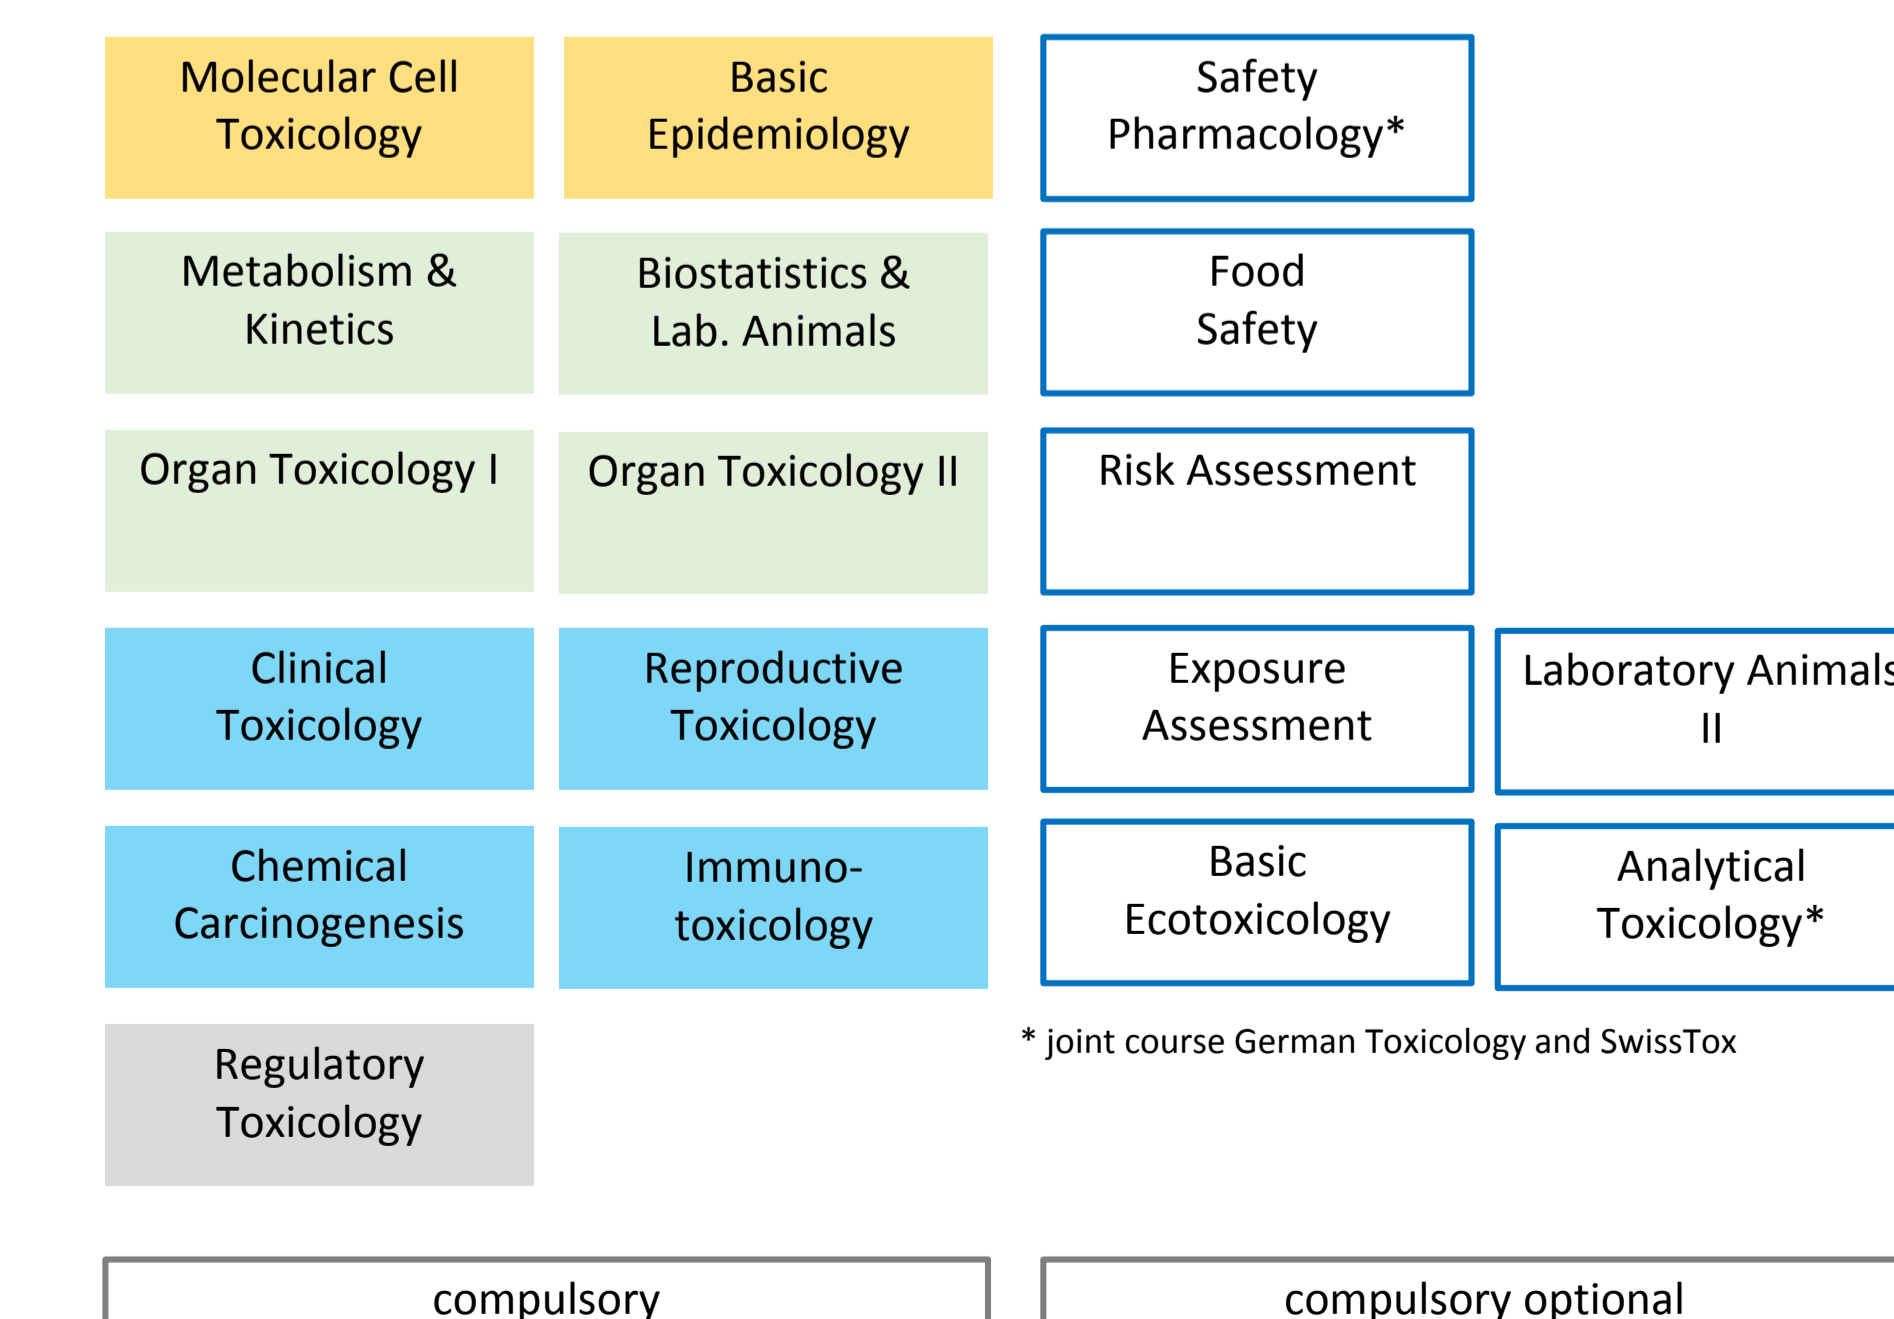 Molecular Cell
Toxicology
Basic
Epidemiology
Safety
Pharmacology*
Metabolism &
Kinetics
Biostatistics &
Lab. Animals
Food
Safety
Organ Toxicology I
Organ Toxicology II
Risk Assessment
Clinical
Toxicology
Reproductive
Toxicology
Exposure
Assessment
Laboratory Animals
II
Chemical
Carcinogenesis
Immuno-
toxicology
Basic
Ecotoxicology
Analytical
Toxicology*
Regulatory
Toxicology
* joint course German Toxicology and SwissTox
compulsory
compulsory optional